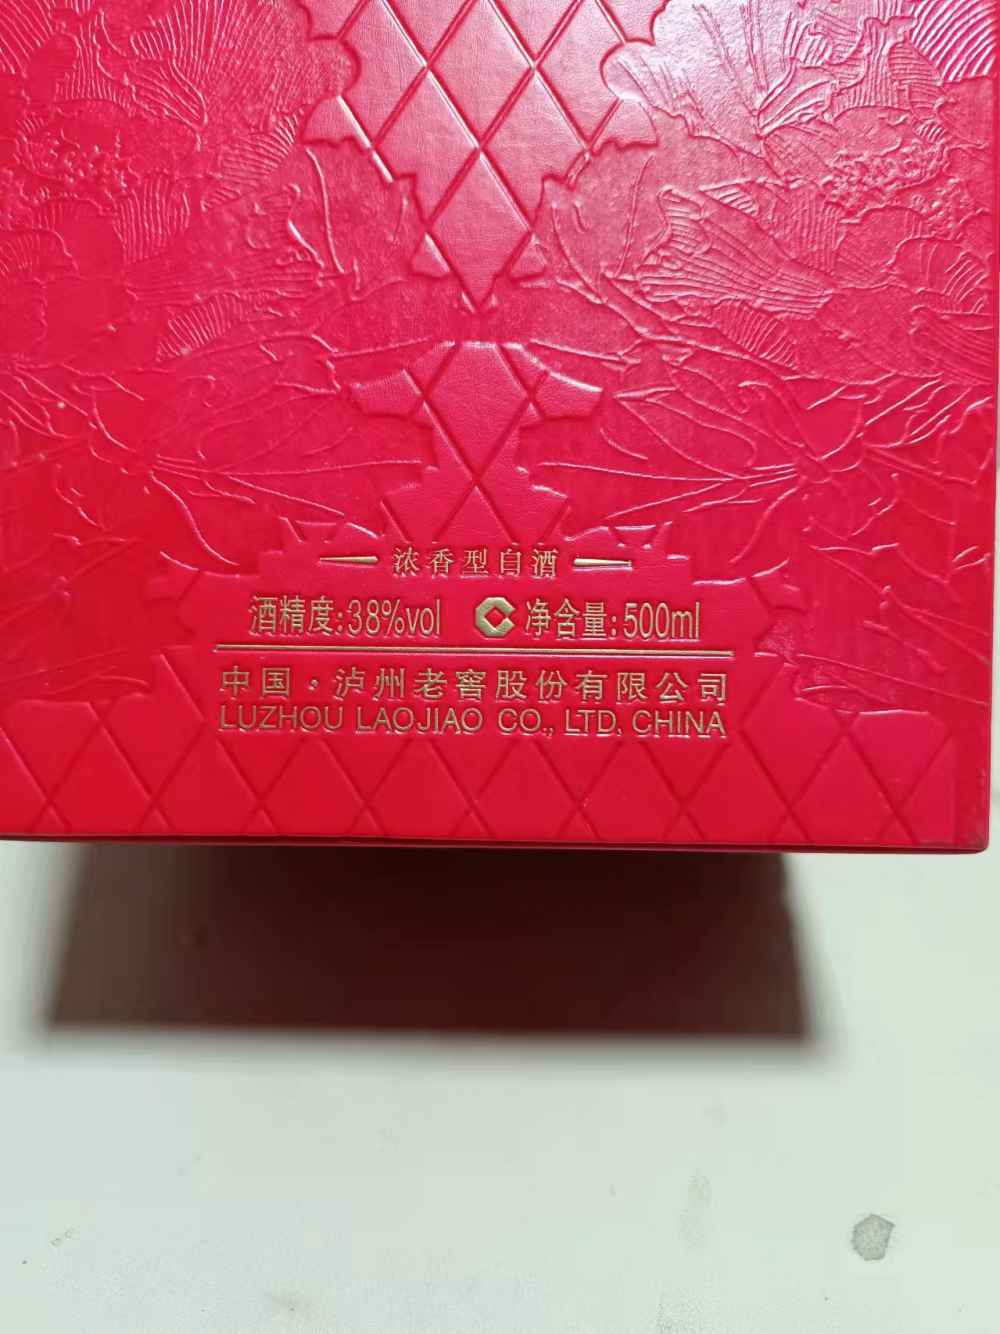 浓香型白酒
酒精度:38%vol 净含量:500ml
中国·泸州老窖股份有限公司
LUZHOU LAOJIAO CO., LTD. CHINA